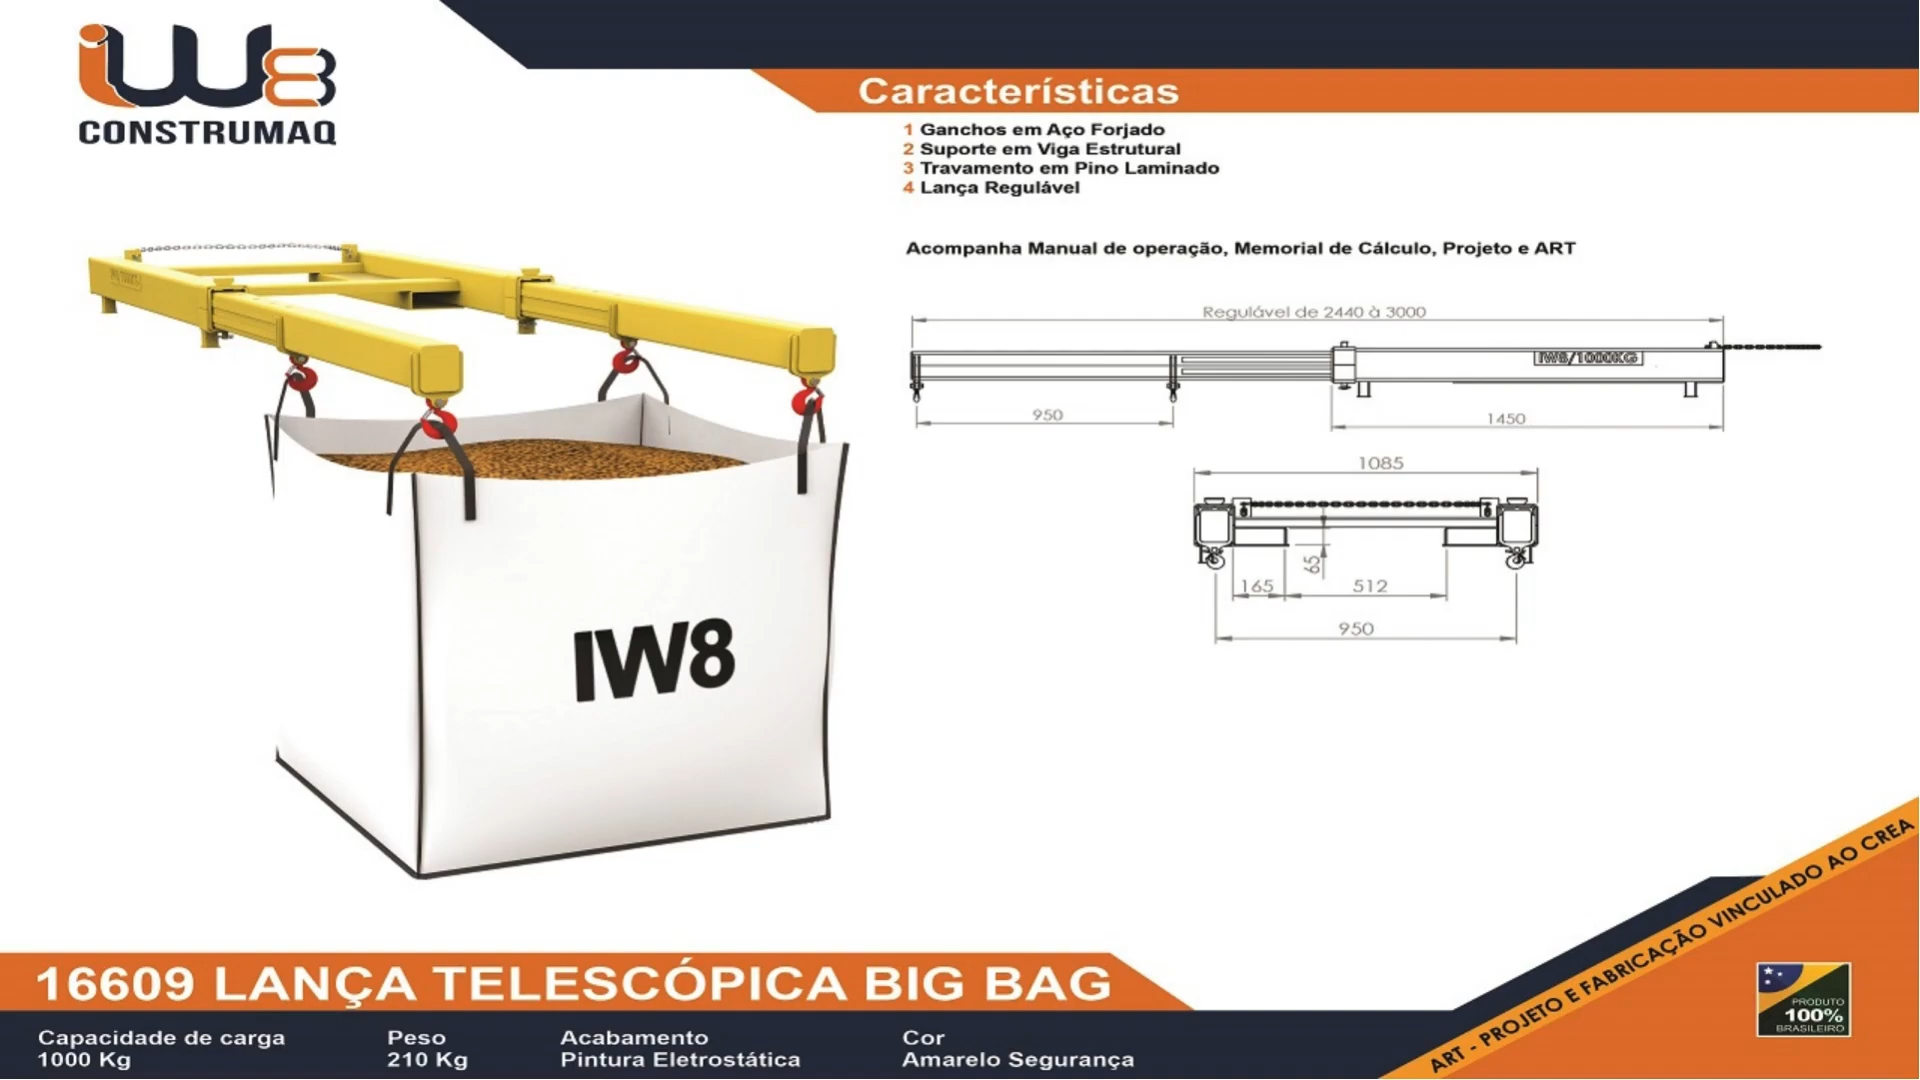 iW8
CONSTRUMAQ
Características
1 Ganchos em Aço Forjado
2 Suporte em Viga Estrutural
3 Travamento em Pino Laminado
4 Lança Regulável
Acompanha Manual de operação, Memorial de Cálculo, Projeto e ART
Regulável de 2440 à 3000
IW8/1000KG
950
1450
1085
65
165
512
950
IW8
16609 LANÇA TELESCÓPICA BIG BAG
Capacidade de carga
1000 Kg
Peso
210 Kg
Acabamento
Pintura Eletrostática
Cor
Amarelo Segurança
ART - PROJETO E FABRICAÇÃO VINCULADO AO CREA
PRODUTO
100%
BRASILEIRO